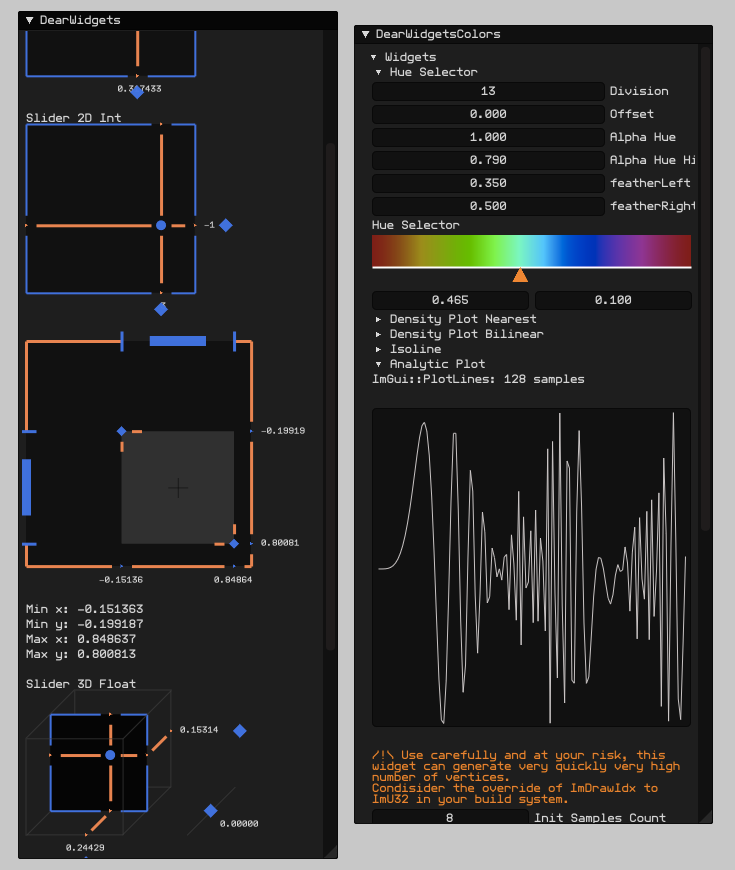 DearWidgets
Slider 2D Int
-1
-0.19919
0.80081
-0.15136
0.84864
Min x: -0.151363
Min y: -0.199187
Max x: 0.848637
Max y: 0.800813
Slider 3D Float
0.15314
0.00000
0.24429
DearWidgetsColors
Widgets
Hue Selector
13 Division
0.000 Offset
1.000 Alpha Hue
0.790 Alpha Hue Hi
0.350 featherLeft
0.500 featherRight
Hue Selector
0.465 0.100
Density Plot Nearest
Density Plot Bilinear
Isoline
Analytic Plot
ImGui::PlotLines: 128 samples
/!\ Use carefully and at your risk, this
widget can generate very quickly very high
number of vertices.
Condisider the override of ImDrawIdx to
ImU32 in your build system.
8 Init Samples Count